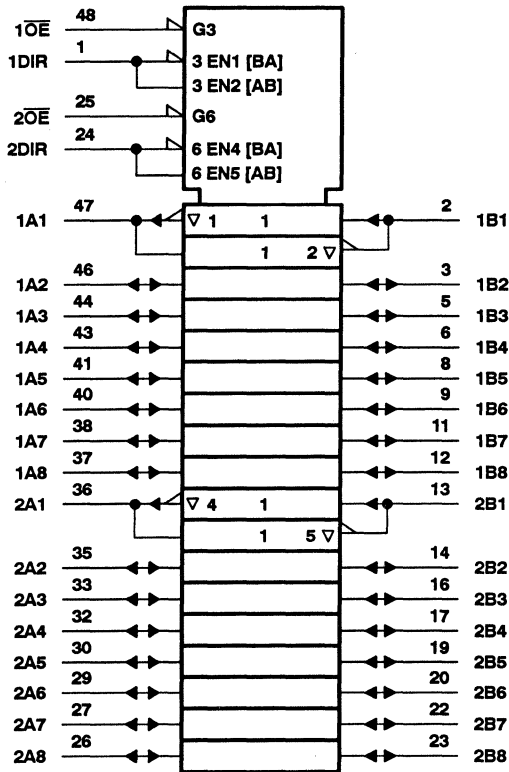 1O̅E̅ 48 G3
1DIR 1 3 EN1 [BA]
3 EN2 [AB]
2O̅E̅ 25 G6
2DIR 24 6 EN4 [BA]
6 EN5 [AB]
1A1 47 ▽ 1 1 2 1B1
1 2 ▽
1A2 46 3 1B2
1A3 44 5 1B3
1A4 43 6 1B4
1A5 41 8 1B5
1A6 40 9 1B6
1A7 38 11 1B7
1A8 37 12 1B8
2A1 36 ▽ 4 1 13 2B1
1 5 ▽
2A2 35 14 2B2
2A3 33 16 2B3
2A4 32 17 2B4
2A5 30 19 2B5
2A6 29 20 2B6
2A7 27 22 2B7
2A8 26 23 2B8